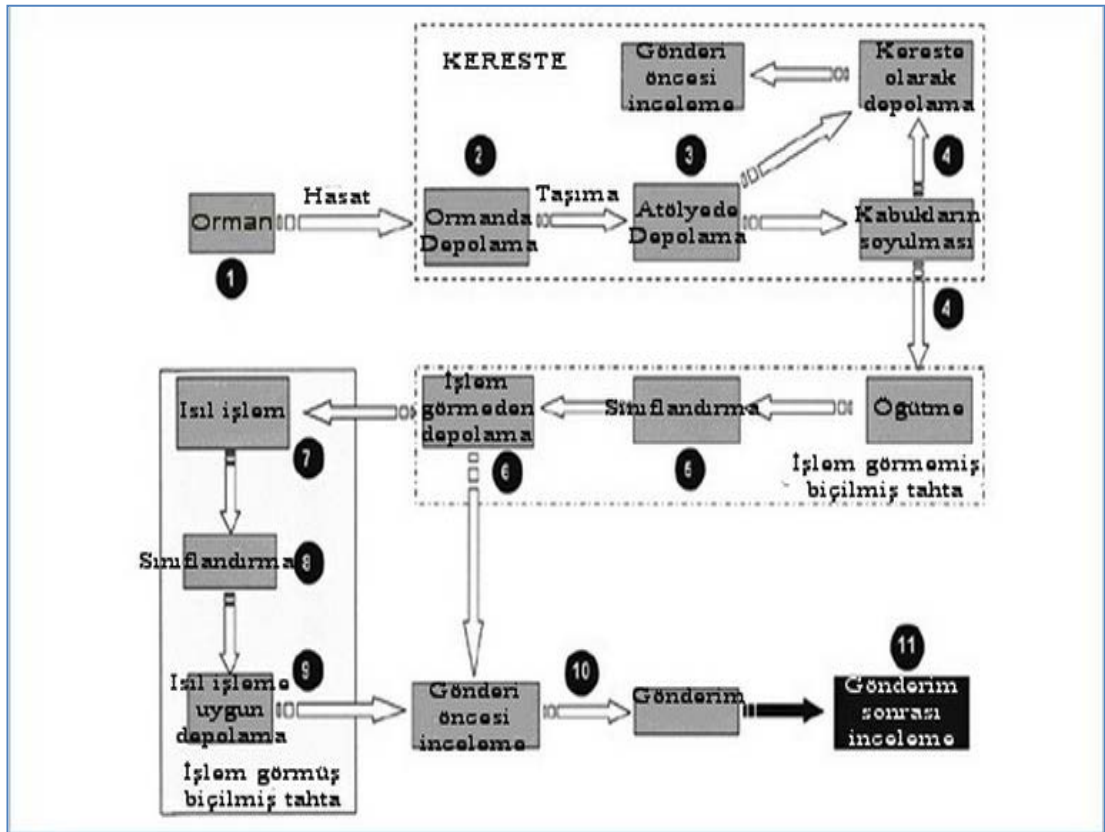 KERESTE
Gönderi
öncesi
inceleme
Kereste
olarak
depolama
2
3
4
Hasat
Taşıma
Orman
Ormanda
Depolama
Atölyede
Depolama
Kabukların
soyulması
1
4
Isıl işlem
İşlem
görmeden
depolama
Sınıflandırma
Öğütme
7
6
5
İşlem görmemiş
biçilmiş tahta
Sınıflandırma
8
9
10
11
Isıl işleme
uygun
depolama
Gönderi
öncesi
inceleme
Gönderim
Gönderim
sonrası
inceleme
İşlem görmüş
biçilmiş tahta